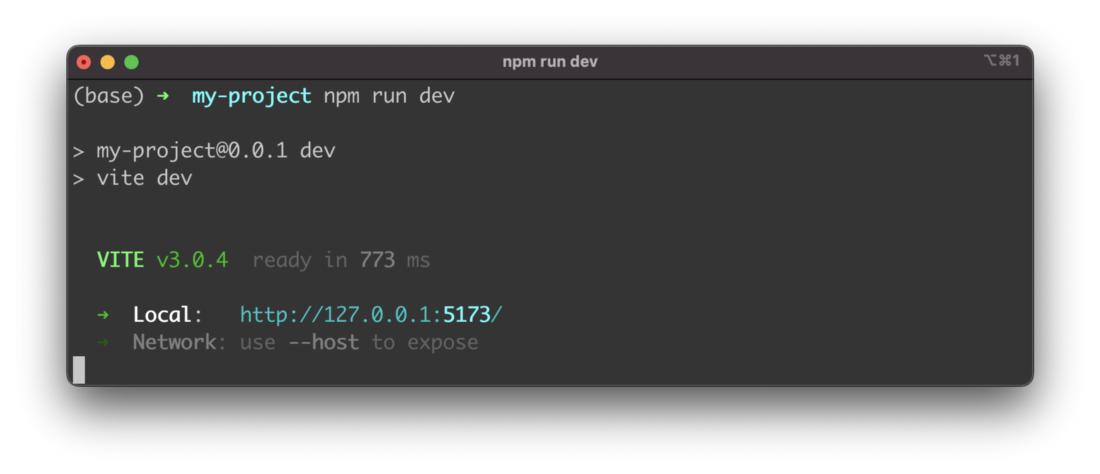 npm run dev ⌥⌘1
(base) ➜ my-project npm run dev
> my-project@0.0.1 dev
> vite dev
VITE v3.0.4 ready in 773 ms
➜ Local: http://127.0.0.1:5173/
➜ Network: use --host to expose